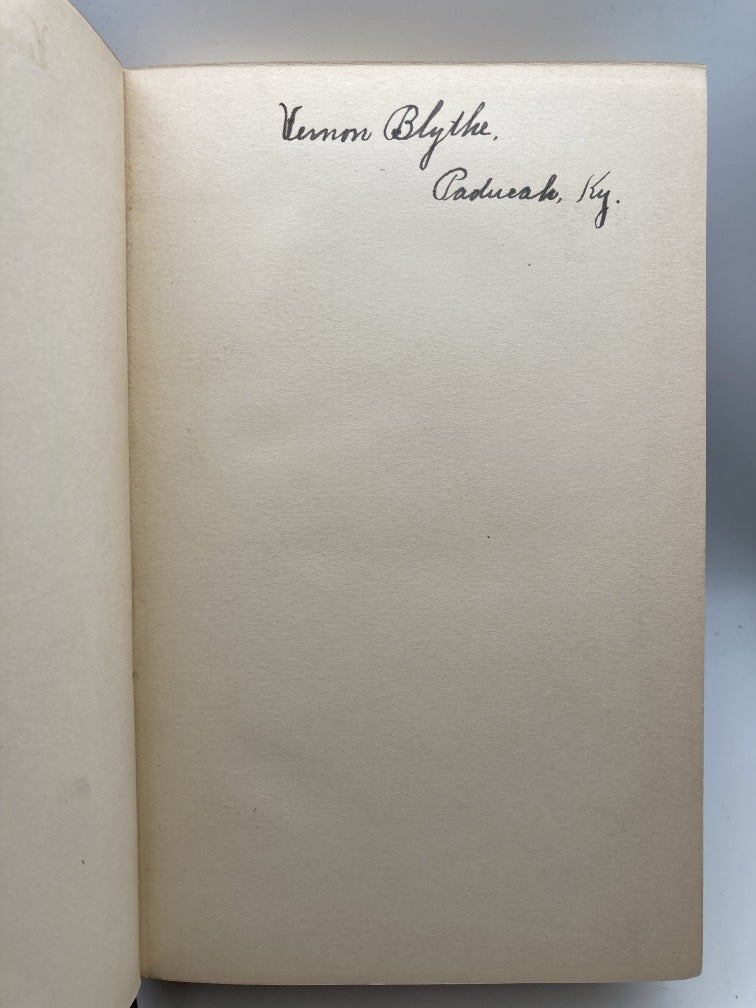 Vernon Blythe.
Paducah, Ky.